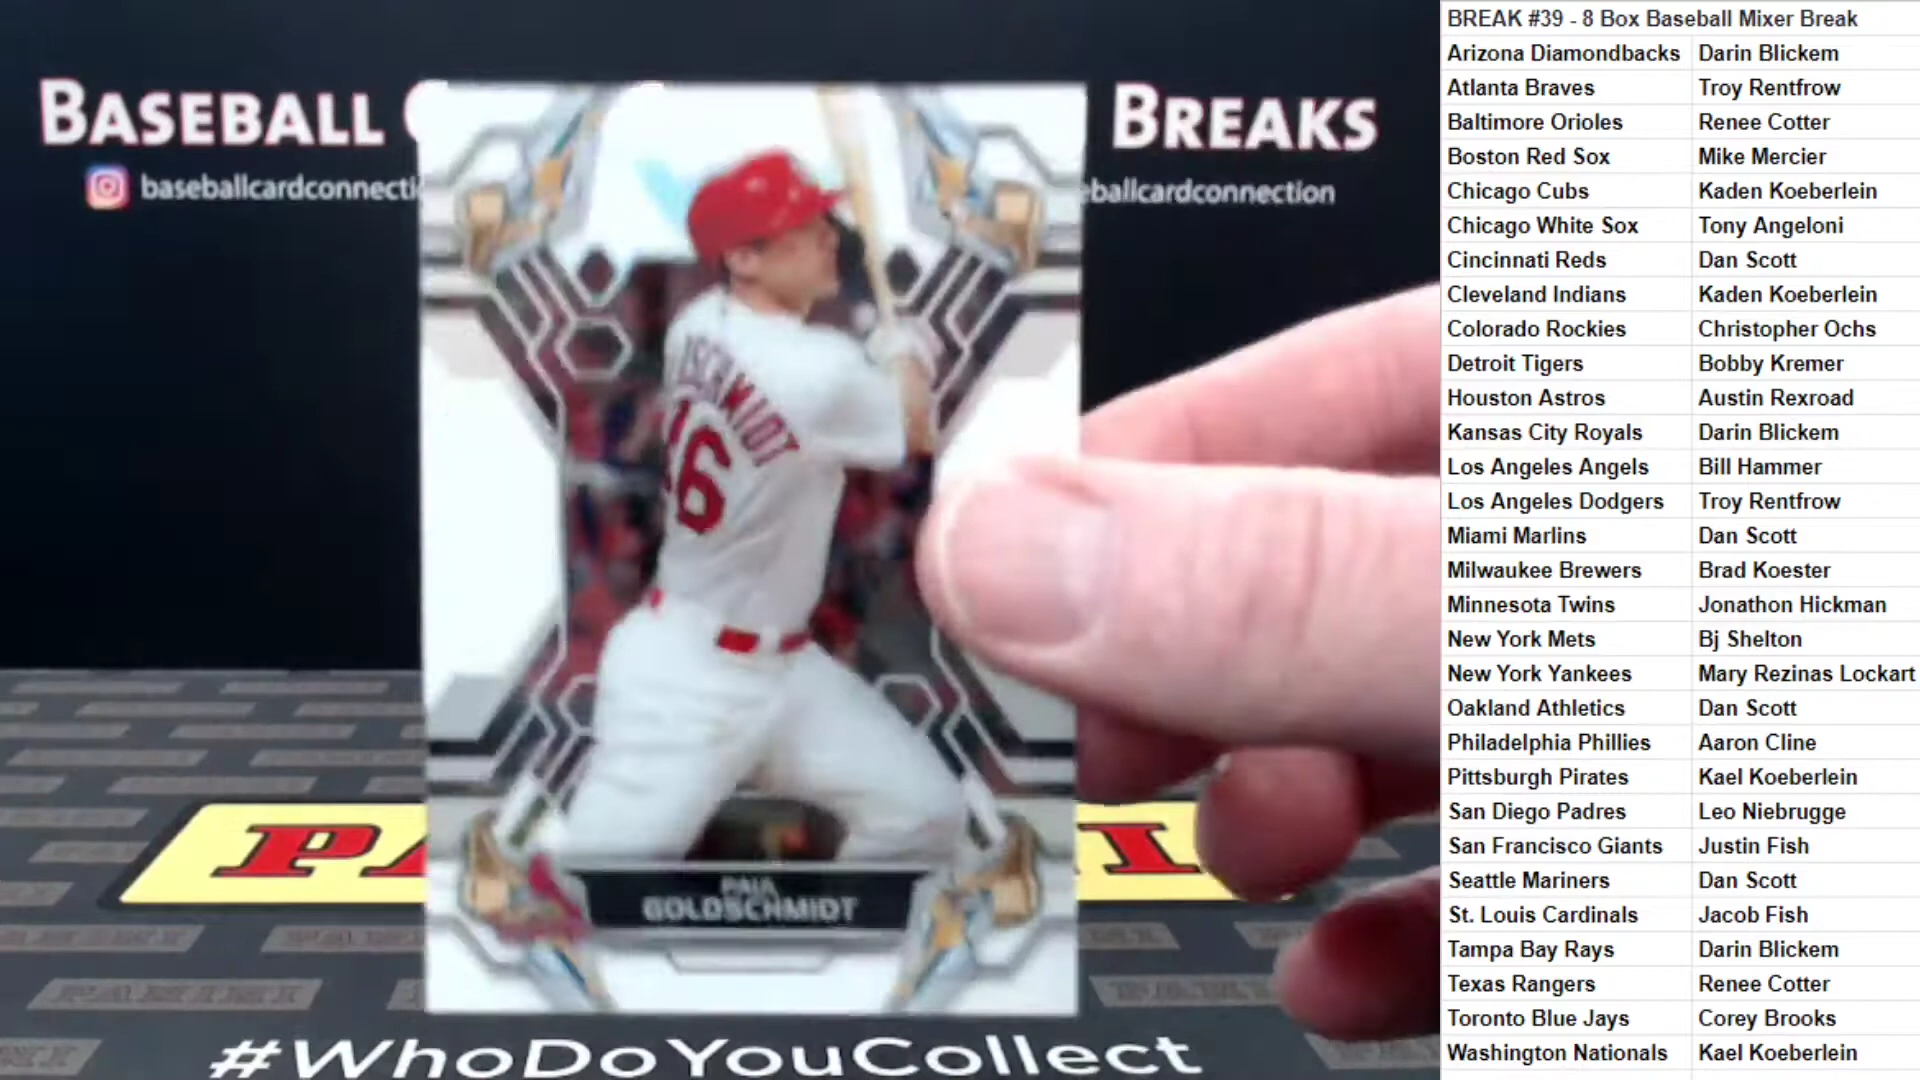 BREAK #39 - 8 Box Baseball Mixer Break
Arizona Diamondbacks Darin Blickem
Atlanta Braves Troy Rentfrow
Baltimore Orioles Renee Cotter
Boston Red Sox Mike Mercier
Chicago Cubs Kaden Koeberlein
Chicago White Sox Tony Angeloni
Cincinnati Reds Dan Scott
Cleveland Indians Kaden Koeberlein
Colorado Rockies Christopher Ochs
Detroit Tigers Bobby Kremer
Houston Astros Austin Rexroad
Kansas City Royals Darin Blickem
Los Angeles Angels Bill Hammer
Los Angeles Dodgers Troy Rentfrow
Miami Marlins Dan Scott
Milwaukee Brewers Brad Koester
Minnesota Twins Jonathon Hickman
New York Mets Bj Shelton
New York Yankees Mary Rezinas Lockart
Oakland Athletics Dan Scott
Philadelphia Phillies Aaron Cline
Pittsburgh Pirates Kael Koeberlein
San Diego Padres Leo Niebrugge
San Francisco Giants Justin Fish
Seattle Mariners Dan Scott
St. Louis Cardinals Jacob Fish
Tampa Bay Rays Darin Blickem
Texas Rangers Renee Cotter
Toronto Blue Jays Corey Brooks
Washington Nationals Kael Koeberlein
BASEBALL BREAKS
baseballcardconnecti eballcardconnection
46
PAUL
GOLDSCHMIDT
#WhoDoYouCollect